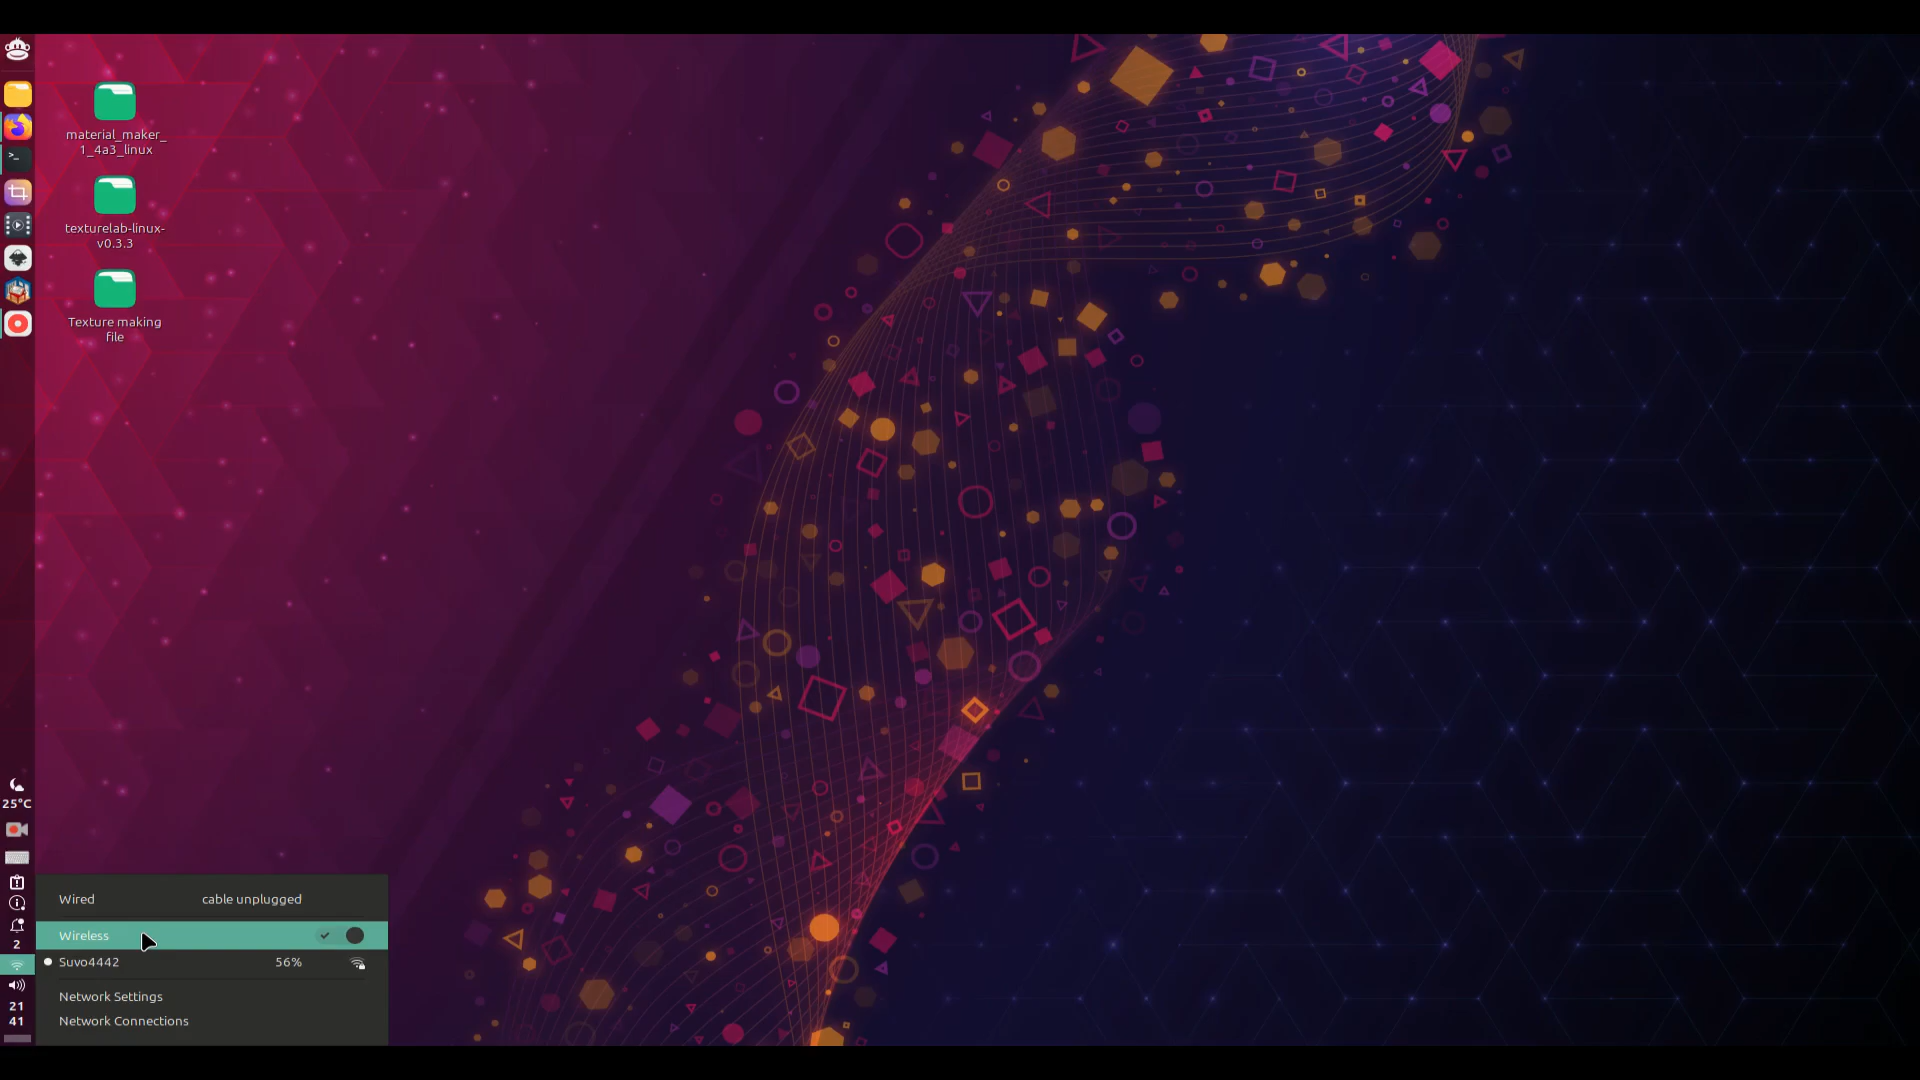 material_maker_
1_4a3_linux
texturelab-linux-
v0.3.3
Texture making
file
25°C
2
21
41
Wired cable unplugged
Wireless
Suvo4442 56%
Network Settings
Network Connections